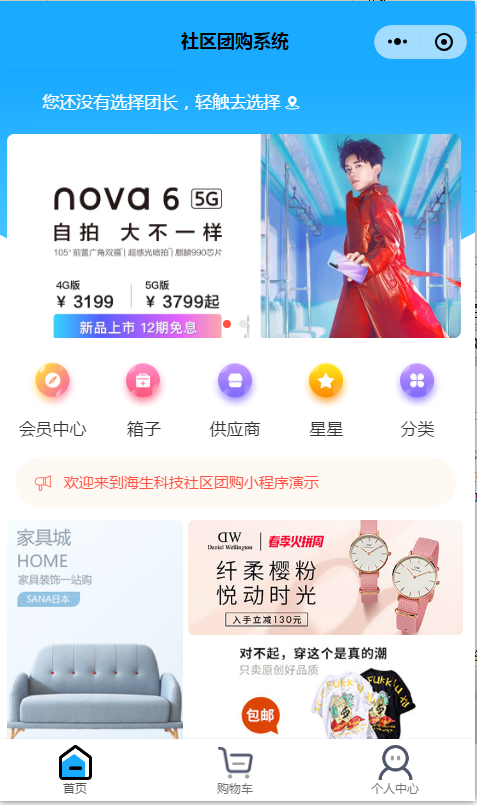 社区团购系统
您还没有选择团长，轻触去选择
nova 6 5G
自拍 大不一样
105°前置广角双摄 | 超感光暗拍 | 麒麟990芯片
4G版
¥ 3199
5G版
¥ 3799起
新品上市 12期免息
会员中心
箱子
供应商
星星
分类
欢迎来到海生科技社区团购小程序演示
家具城
HOME
家具装饰一站购
SANA日本
DW
Daniel Wellington
春季火拼周
纤柔樱粉
悦动时光
入手立减130元
对不起，穿这个是真的潮
只卖原创好品质
包邮
首页
购物车
个人中心